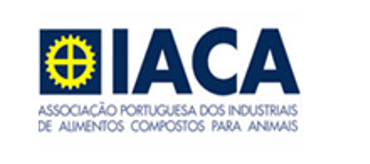 IACA
ASSOCIAÇÃO PORTUGUESA DOS INDUSTRIAIS
DE ALIMENTOS COMPOSTOS PARA ANIMAIS